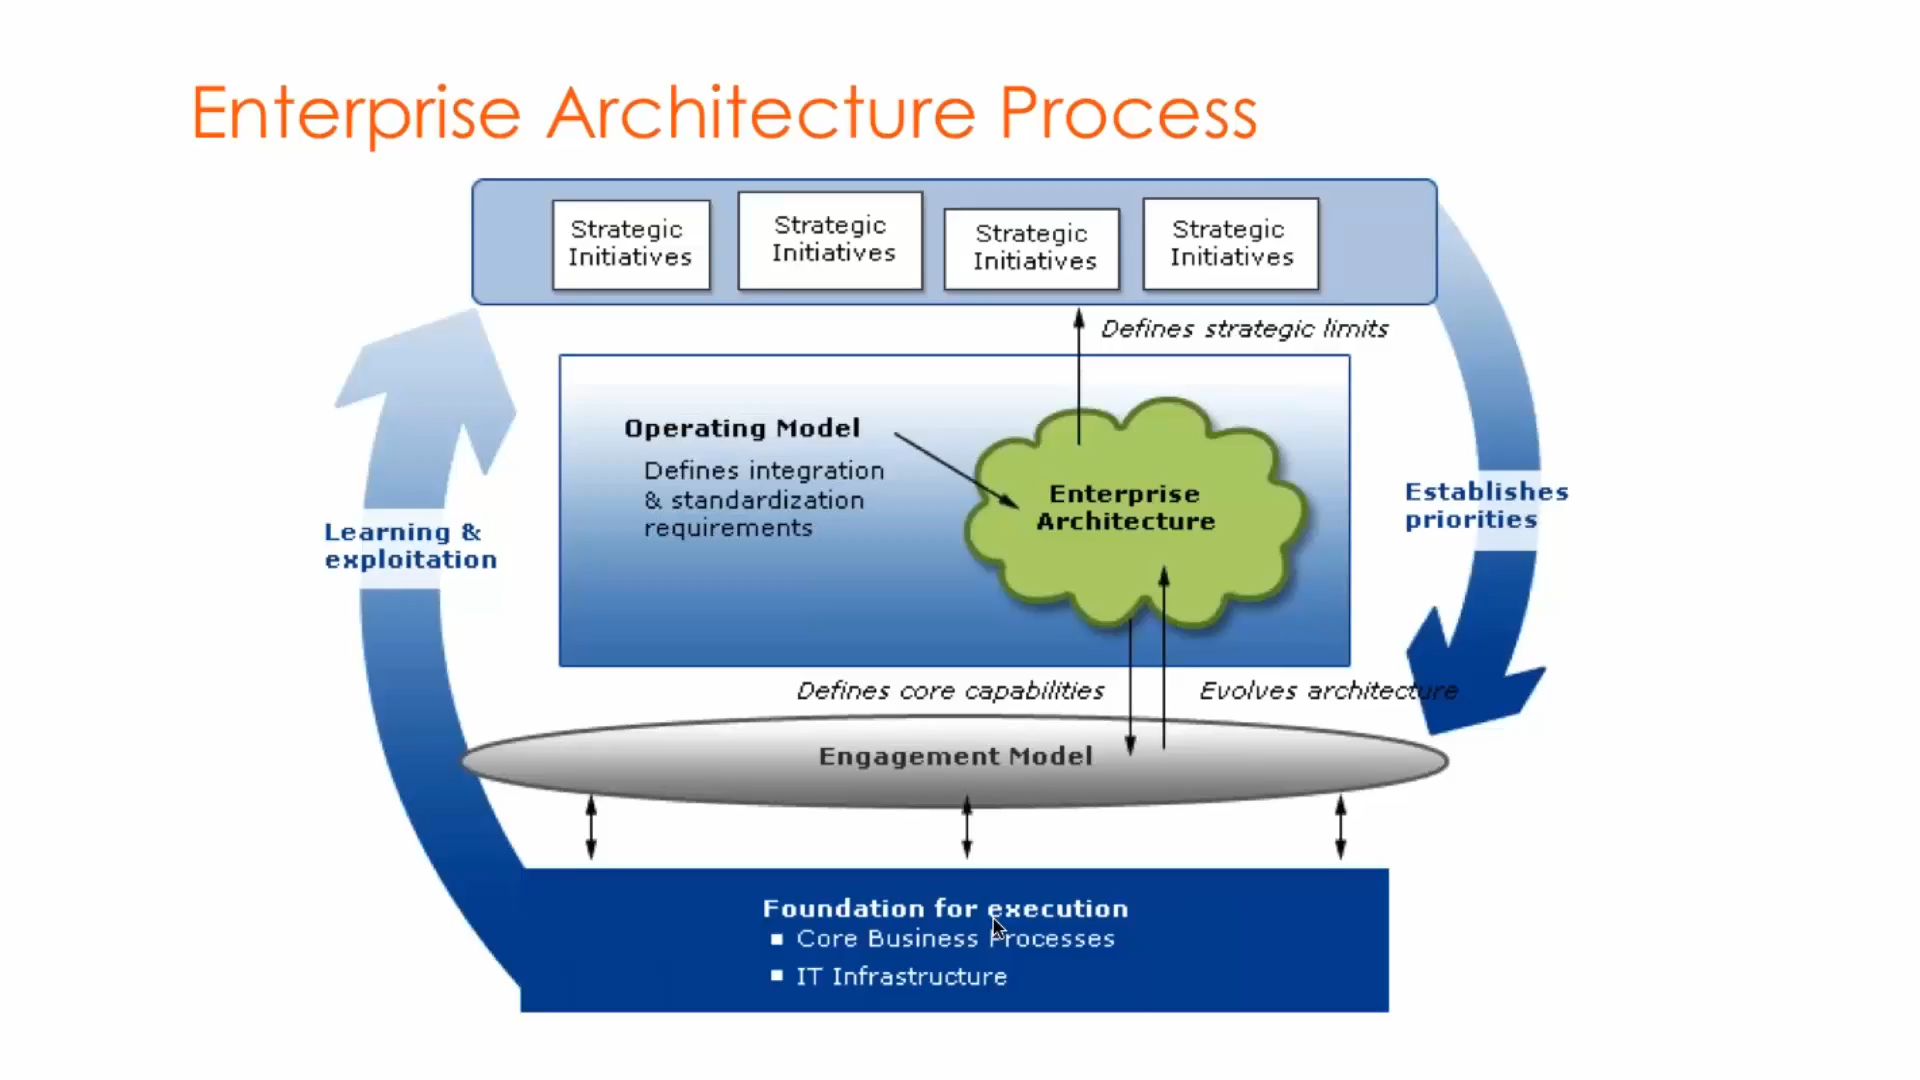 Enterprise Architecture Process
Strategic
Initiatives
Strategic
Initiatives
Strategic
Initiatives
Strategic
Initiatives
Defines strategic limits
Operating Model
Defines integration
& standardization
requirements
Enterprise
Architecture
Learning &
exploitation
Establishes
priorities
Defines core capabilities
Evolves architecture
Engagement Model
Foundation for execution
Core Business Processes
IT Infrastructure